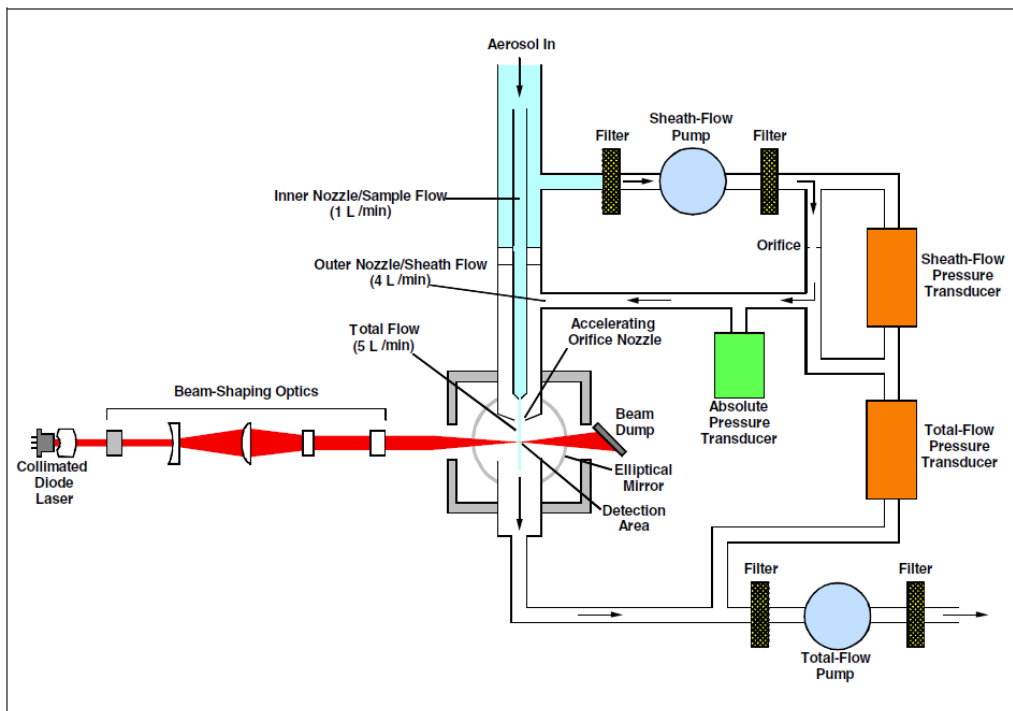 Aerosol In
Filter
Sheath-Flow
Pump
Filter
Inner Nozzle/Sample Flow
(1 L/min)
Orifice
Outer Nozzle/Sheath Flow
(4 L/min)
Sheath-Flow
Pressure
Transducer
Total Flow
(5 L/min)
Accelerating
Orifice Nozzle
Beam-Shaping Optics
Beam
Dump
Absolute
Pressure
Transducer
Total-Flow
Pressure
Transducer
Collimated
Diode
Laser
Elliptical
Mirror
Detection
Area
Filter
Filter
Total-Flow
Pump